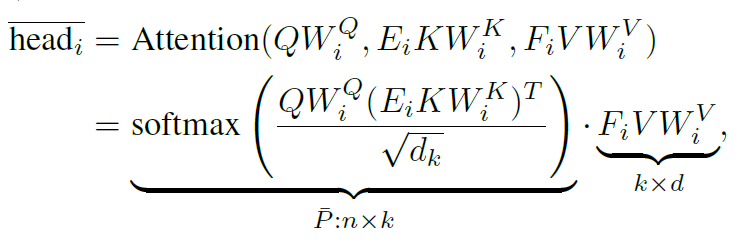 $\overline{\text{head}_i} = \text{Attention}(QW_i^Q, E_iKW_i^K, F_iVW_i^V)$
$= \underbrace{\text{softmax}\left(\frac{QW_i^Q(E_iKW_i^K)^T}{\sqrt{d_k}}\right)}_{\bar{P}:n\times k} \cdot \underbrace{F_iVW_i^V}_{k\times d},$